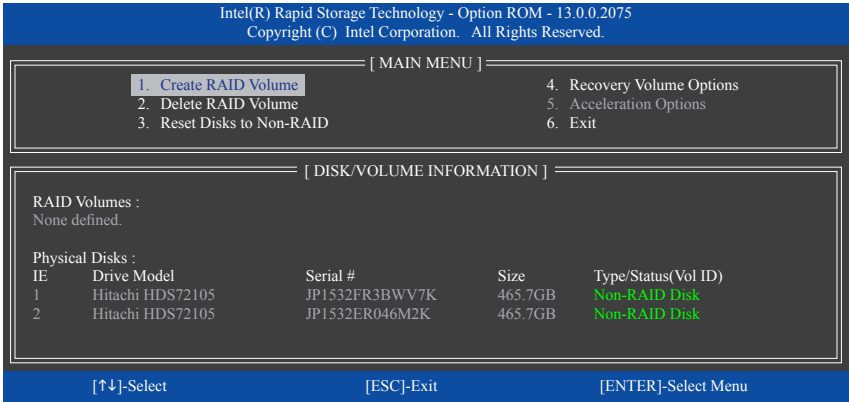 Intel(R) Rapid Storage Technology - Option ROM - 13.0.0.2075
Copyright (C) Intel Corporation. All Rights Reserved.
[ MAIN MENU ]
1. Create RAID Volume
2. Delete RAID Volume
3. Reset Disks to Non-RAID
4. Recovery Volume Options
5. Acceleration Options
6. Exit
[ DISK/VOLUME INFORMATION ]
RAID Volumes :
None defined.
Physical Disks :
IE Drive Model Serial # Size Type/Status(Vol ID)
1 Hitachi HDS72105 JP1532FR3BWV7K 465.7GB Non-RAID Disk
2 Hitachi HDS72105 JP1532ER046M2K 465.7GB Non-RAID Disk
[↑↓]-Select [ESC]-Exit [ENTER]-Select Menu